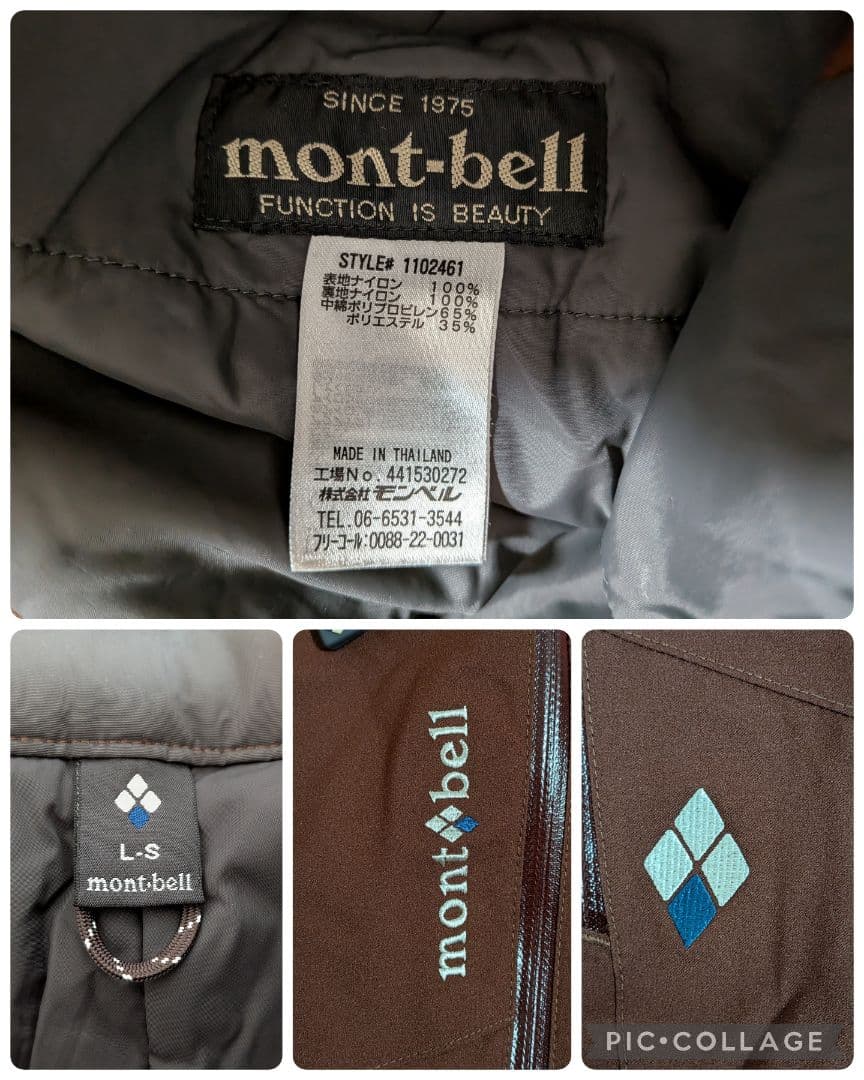 SINCE 1975
mont-bell
FUNCTION IS BEAUTY
STYLE# 1102461
表地ナイロン 100%
裏地ナイロン 100%
中綿ポリプロピレン65%
ポリエステル 35%
MADE IN THAILAND
工場No. 441530272
株式会社 モンベル
TEL.06-6531-3544
フリーコール:0088-22-0031
L-S
mont·bell
mont bell
PIC•COLLAGE